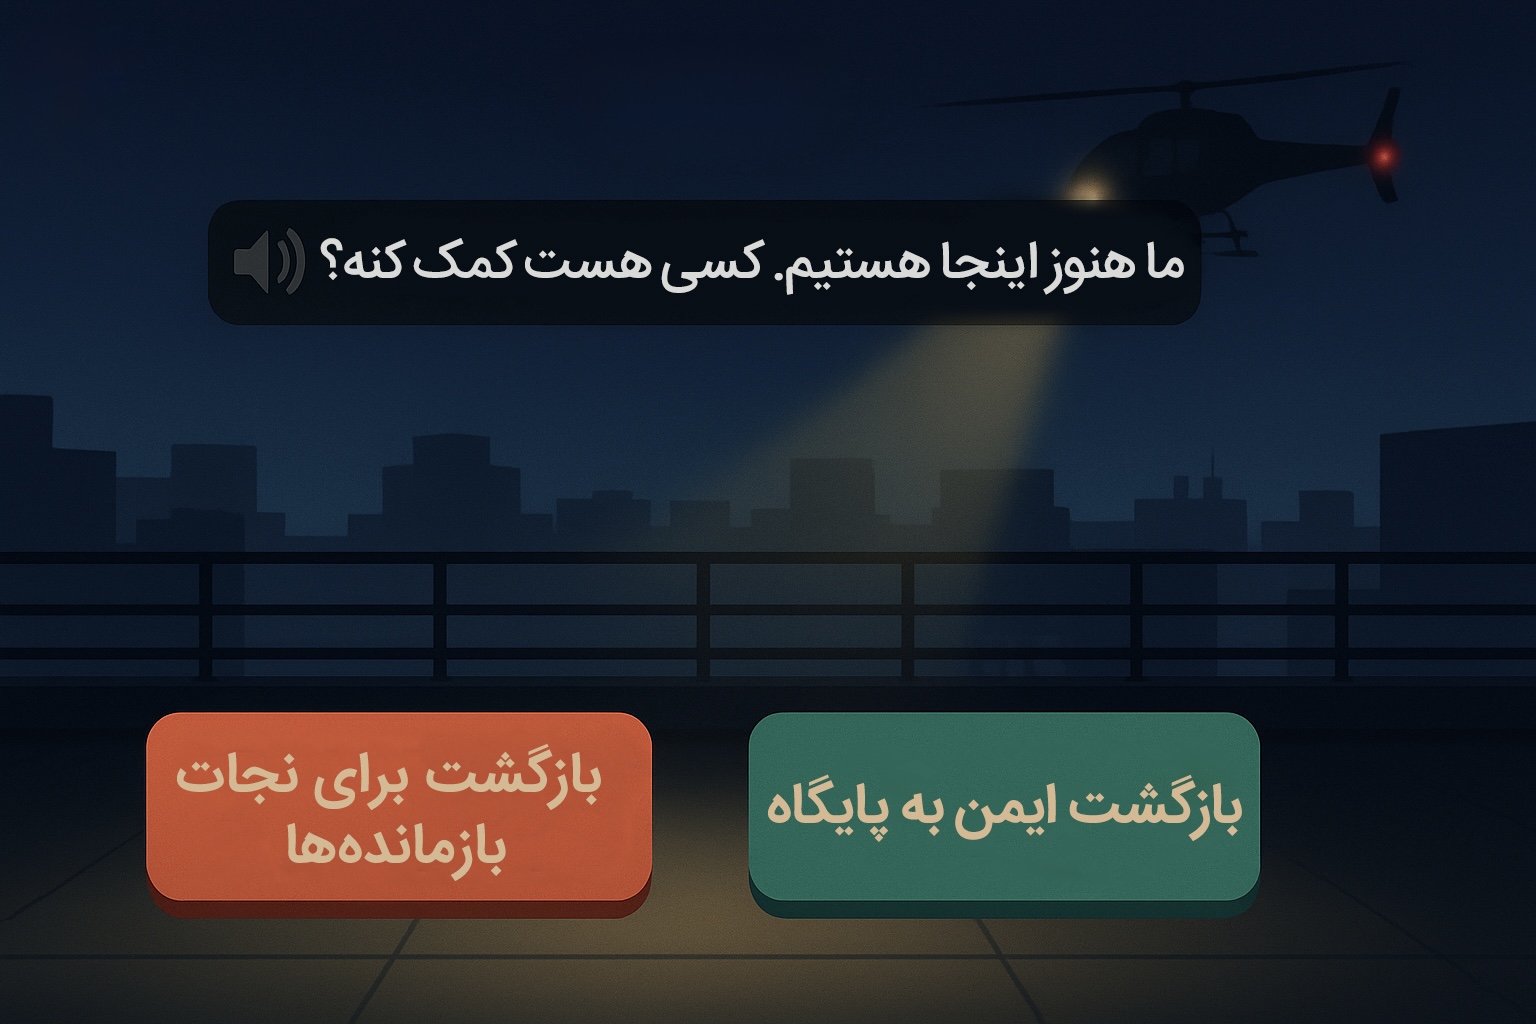 ما هنوز اینجا هستیم. کسی هست کمک کنه؟
بازگشت ایمن به پایگاه
بازگشت برای نجات
بازمانده‌ها